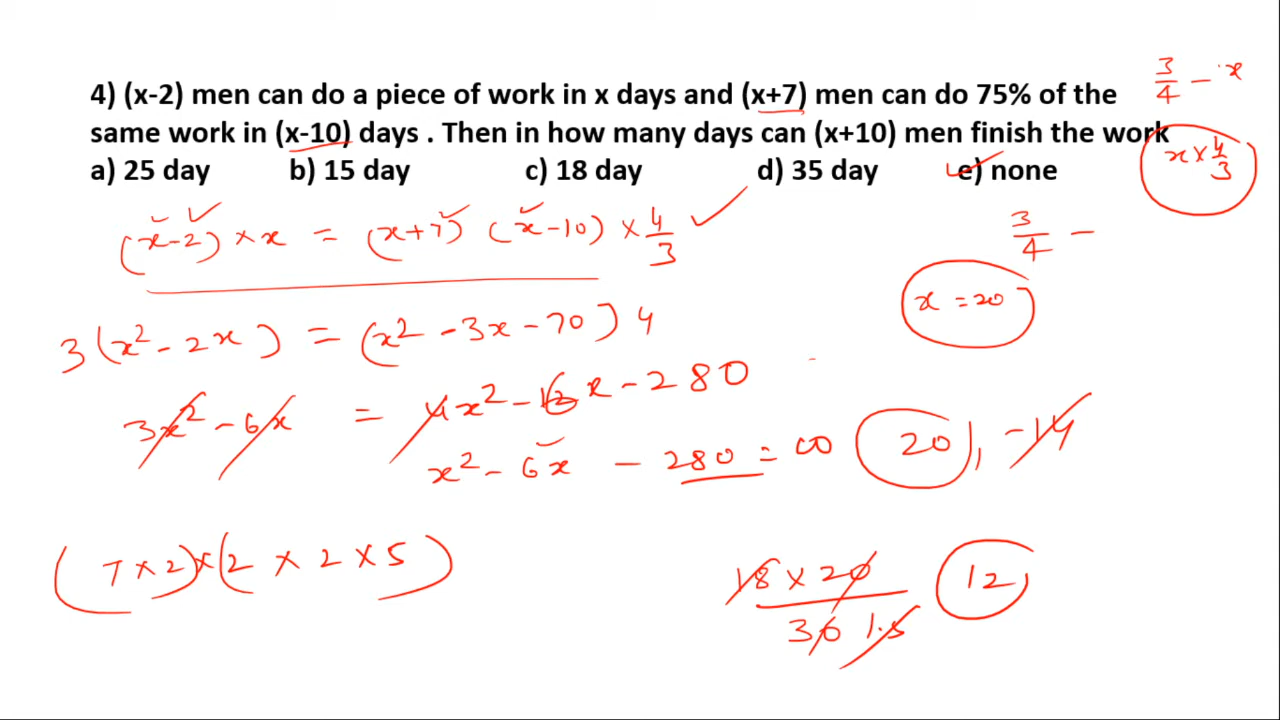 4) (x-2) men can do a piece of work in x days and (x+7) men can do 75% of the
same work in (x-10) days . Then in how many days can (x+10) men finish the work
a) 25 day b) 15 day c) 18 day d) 35 day e) none
3/4 - x
x × 4/3
(x-2) × x = (x+7) (x-10) × 4/3
3/4 -
x = 20
3 (x² - 2x) = (x² - 3x - 70) 4
3x² - 6x = 4x² - 12x - 280
x² - 6x - 280 = 0 20, -14
(7 × 2) × (2 × 2 × 5)
18 × 20 / 30 1.5 12